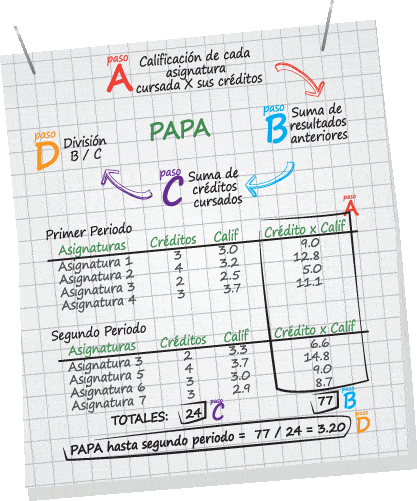 paso A Calificación de cada
asignatura
cursada X sus créditos
paso B Suma de
resultados
anteriores
PAPA
paso D División
B / C
paso C Suma de
créditos
cursados
A
paso
Primer Periodo
Asignaturas Créditos Calif Crédito x Calif
Asignatura 1 3 3.0 9.0
Asignatura 2 4 3.2 12.8
Asignatura 3 2 2.5 5.0
Asignatura 4 3 3.7 11.1
Segundo Periodo
Asignaturas Créditos Calif Crédito x Calif
Asignatura 3 2 3.3 6.6
Asignatura 5 4 3.7 14.8
Asignatura 6 3 3.0 9.0
Asignatura 7 3 2.9 8.7
TOTALES: 24 paso C 77 paso B
PAPA hasta segundo periodo = 77 / 24 = 3.20 paso D